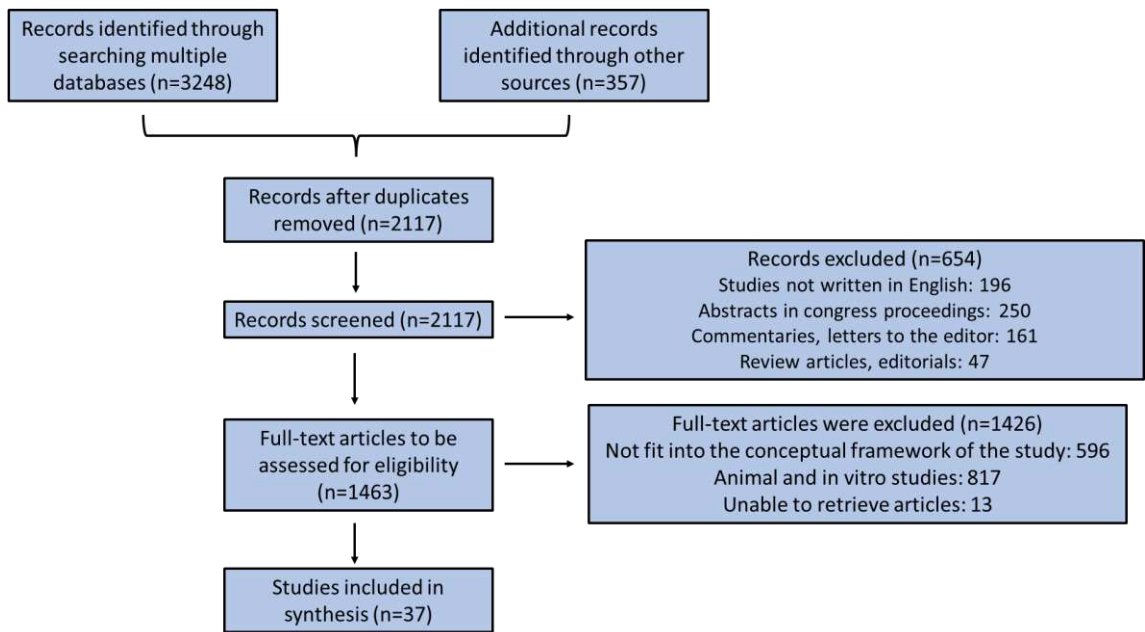 Records identified through
searching multiple
databases (n=3248)
Additional records
identified through other
sources (n=357)
Records after duplicates
removed (n=2117)
Records screened (n=2117)
Records excluded (n=654)
Studies not written in English: 196
Abstracts in congress proceedings: 250
Commentaries, letters to the editor: 161
Review articles, editorials: 47
Full-text articles to be
assessed for eligibility
(n=1463)
Full-text articles were excluded (n=1426)
Not fit into the conceptual framework of the study: 596
Animal and in vitro studies: 817
Unable to retrieve articles: 13
Studies included in
synthesis (n=37)